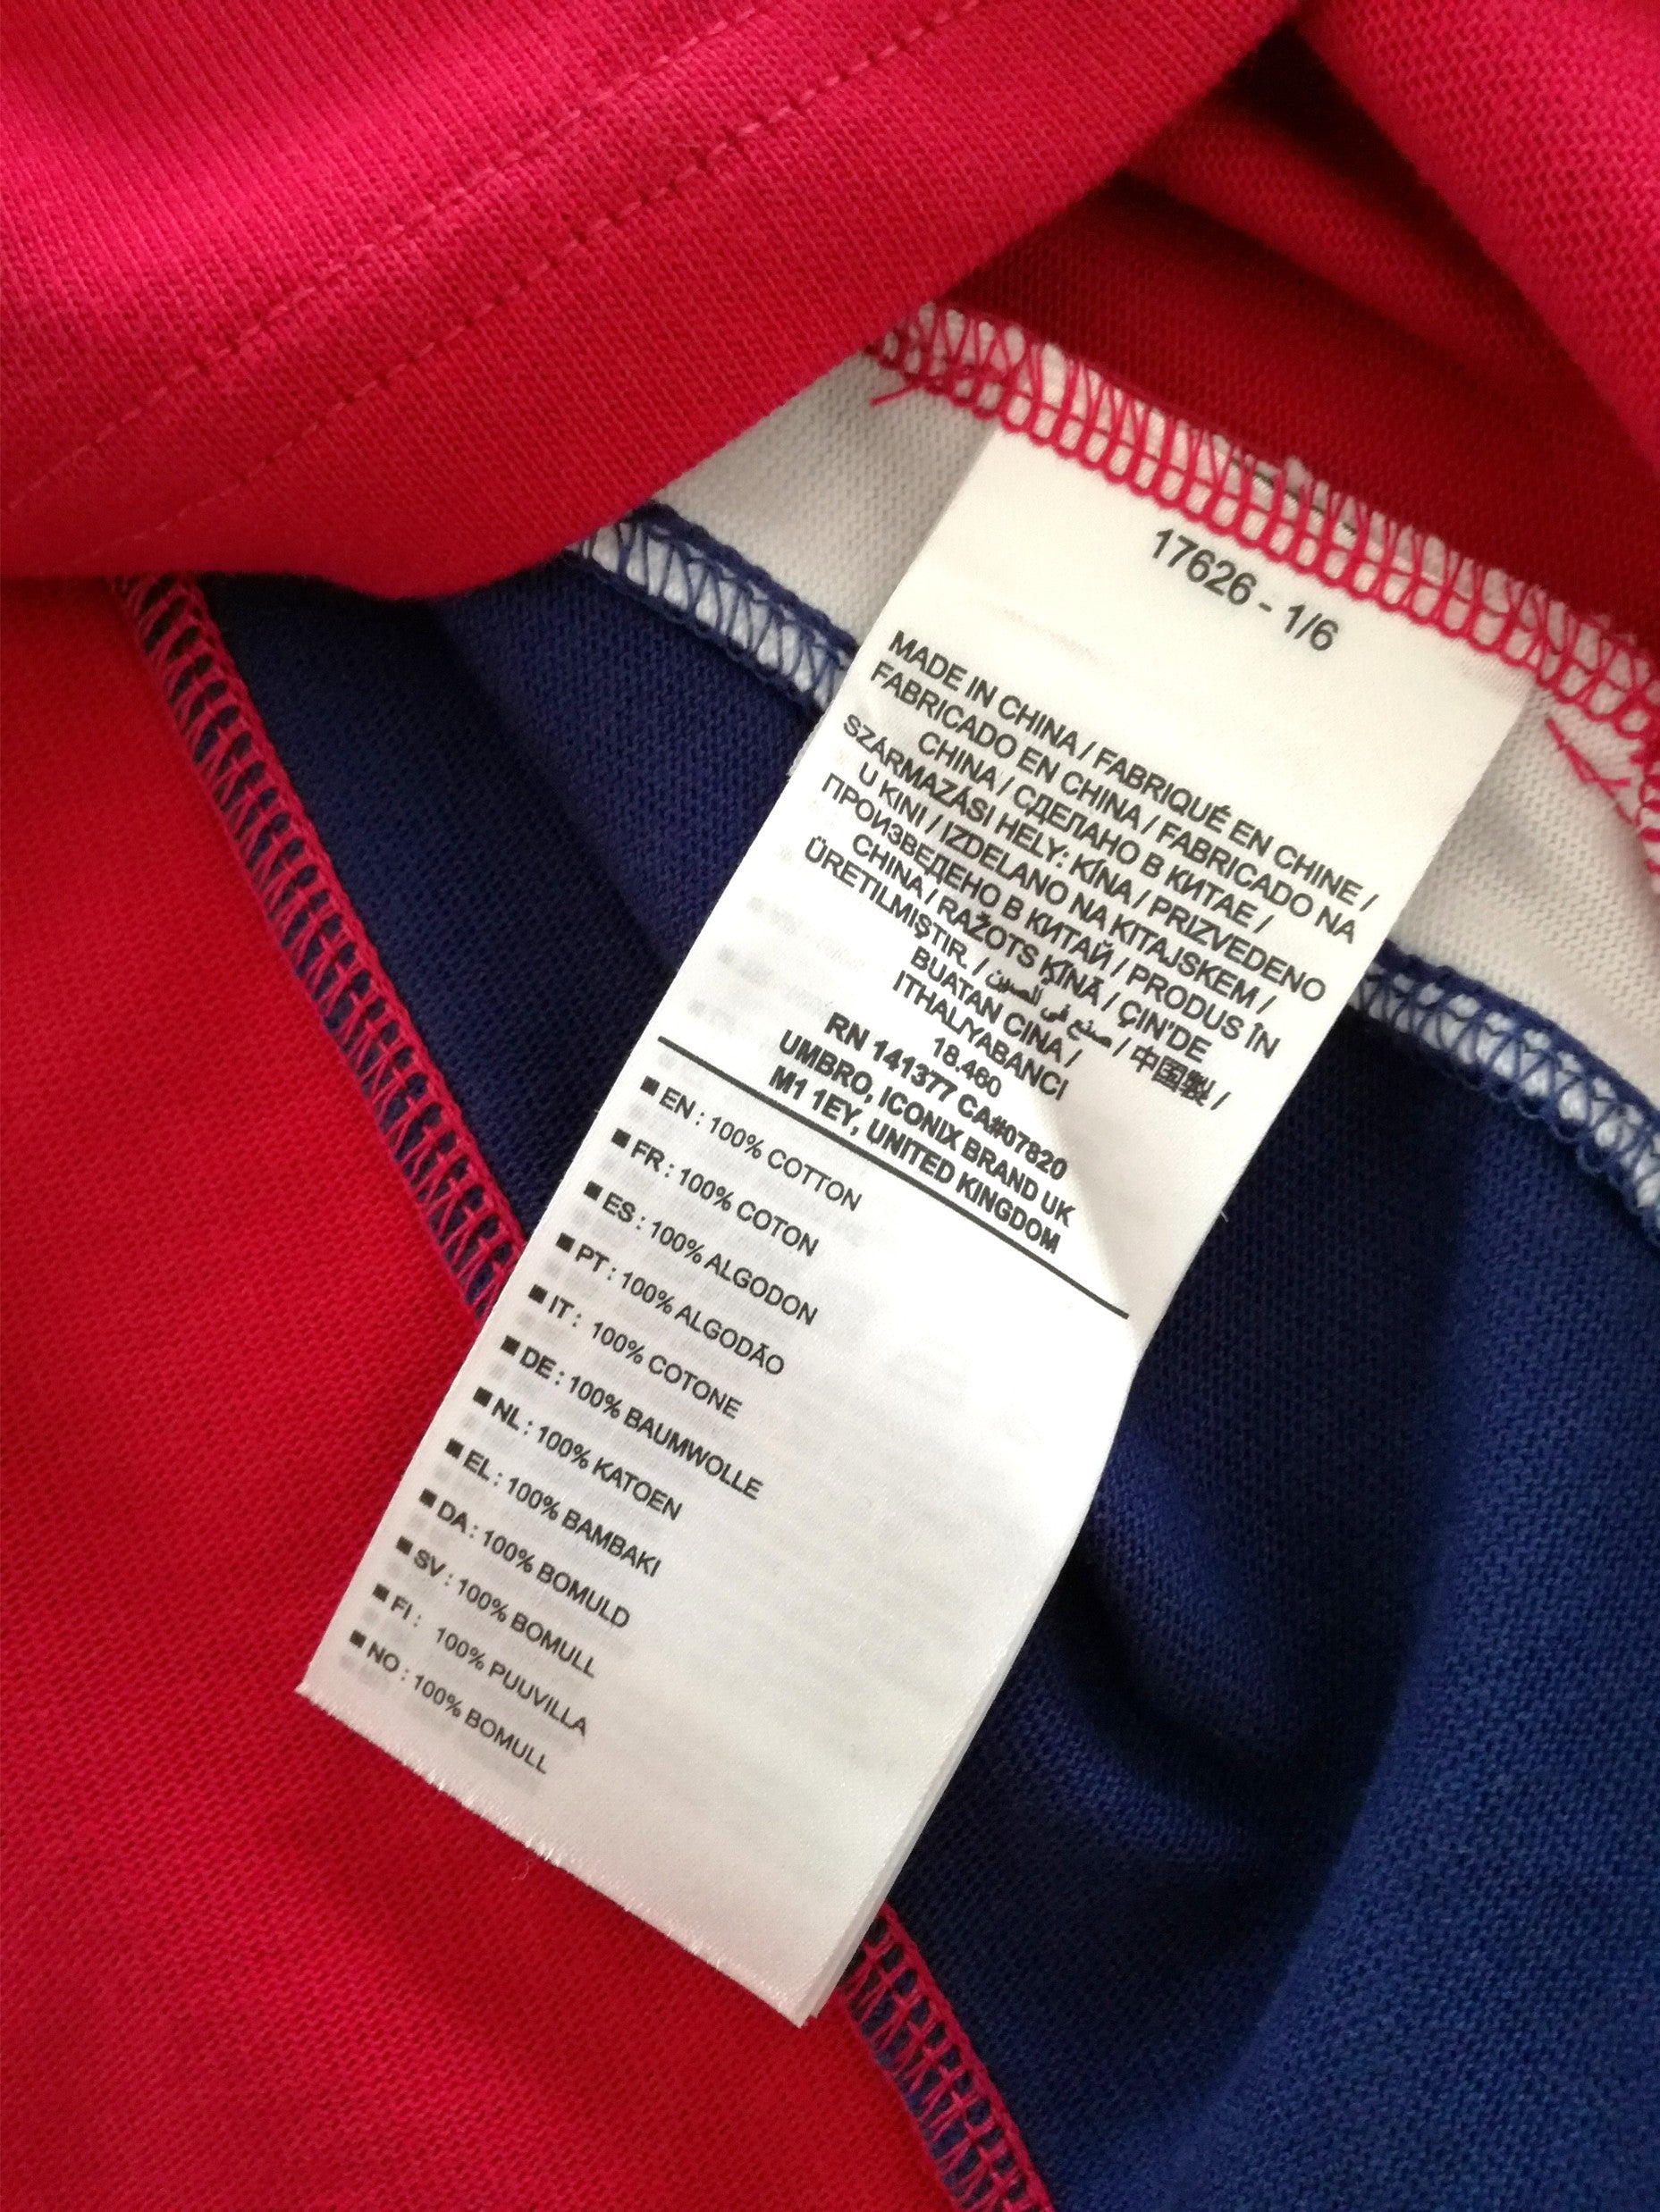 17626 - 1/6
MADE IN CHINA / FABRIQUÉ EN CHINE /
FABRICADO EN CHINA / FABRICADO NA
CHINA / СДЕЛАНО В КИТАЕ /
SZÁRMAZÁSI HELY: KÍNA / PRIZVEDENO
U KINI / IZDELANO NA KITAJSKEM /
ПРОИЗВЕДЕНО В КИТАЙ / PRODUS ÎN
CHINA / RAŽOTS ĶĪNĀ / ÇIN'DE
ÜRETILMIŞTIR. / صنع في الصين / 中国製 /
BUATAN CINA /
ITHALIYABANCI
18.460
RN 141377 CA#07820
UMBRO, ICONIX BRAND UK
M1 1EY, UNITED KINGDOM
■ EN : 100% COTTON
■ FR : 100% COTON
■ ES : 100% ALGODON
■ PT : 100% ALGODÃO
■ IT : 100% COTONE
■ DE : 100% BAUMWOLLE
■ NL : 100% KATOEN
■ EL : 100% BAMBAKI
■ DA : 100% BOMULD
■ SV : 100% BOMULL
■ FI : 100% PUUVILLA
■ NO : 100% BOMULL